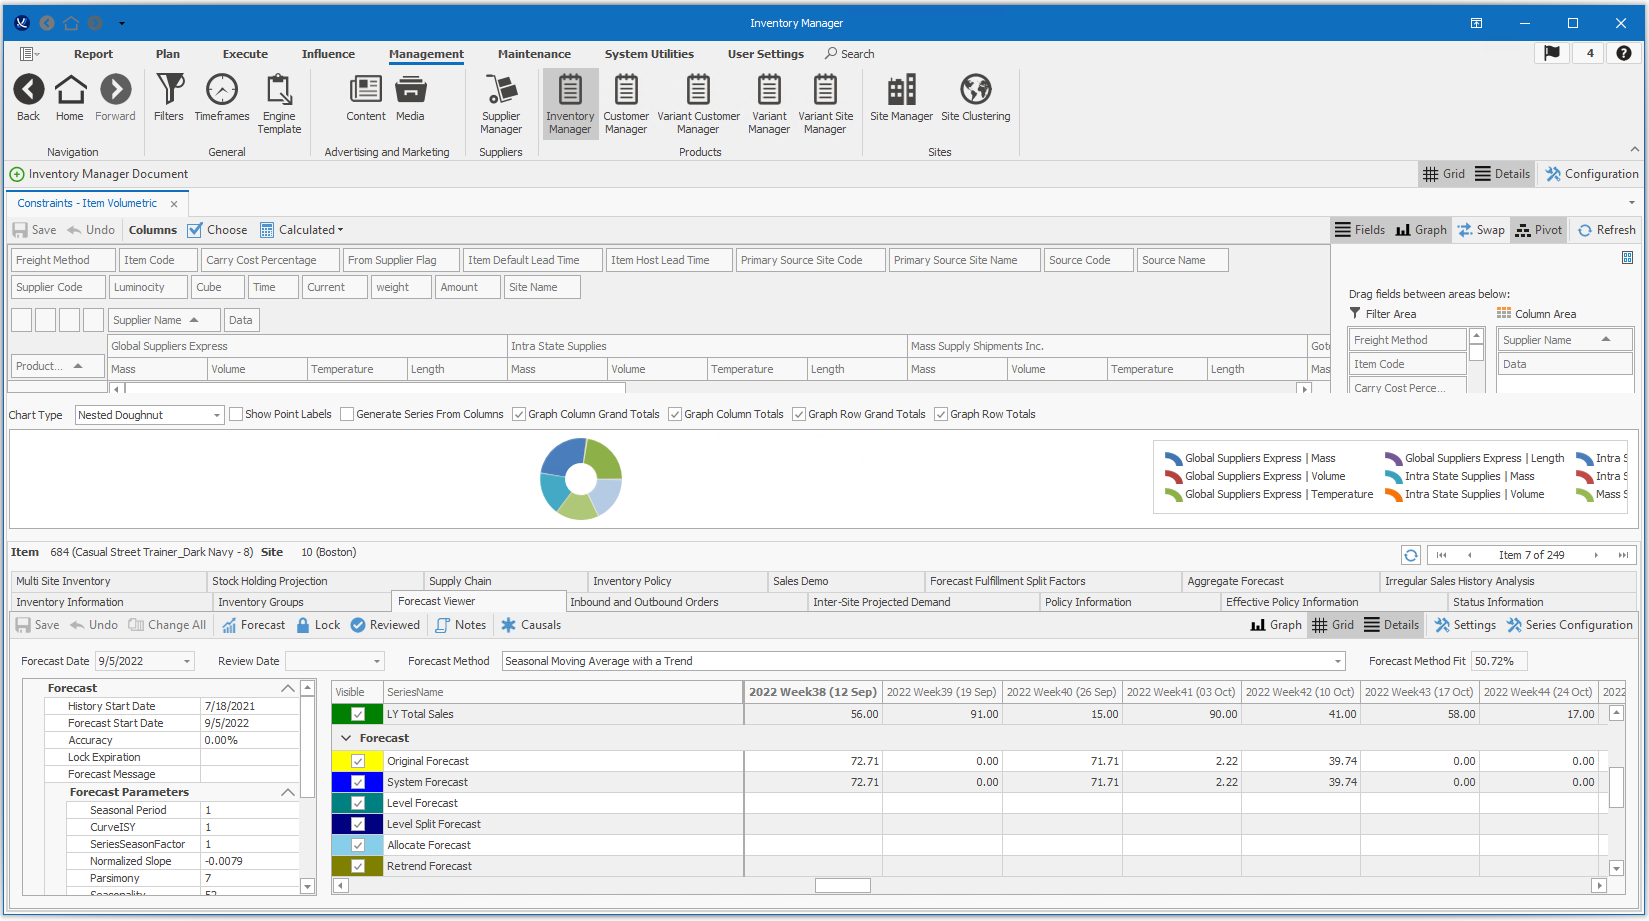 Inventory Manager
Report Plan Execute Influence Management Maintenance System Utilities User Settings Search 4
Back Home Forward Filters Timeframes Engine Template Content Media Supplier Manager Inventory Manager Customer Manager Variant Customer Manager Variant Manager Variant Site Manager Site Manager Site Clustering
Navigation General Advertising and Marketing Suppliers Products Sites
Inventory Manager Document Grid Details Configuration
Constraints - Item Volumetric
Save Undo Columns Choose Calculated Fields Graph Swap Pivot Refresh
Freight Method Item Code Carry Cost Percentage From Supplier Flag Item Default Lead Time Item Host Lead Time Primary Source Site Code Primary Source Site Name Source Code Source Name
Supplier Code Luminocity Cube Time Current weight Amount Site Name
Drag fields between areas below:
Filter Area Column Area
Supplier Name Data
Freight Method Supplier Name
Global Suppliers Express Intra State Supplies Mass Supply Shipments Inc. Goto
Product... Mass Volume Temperature Length Mass Volume Temperature Length Mass Volume Temperature Length Mas
Item Code Data
Carry Cost Perce...
Chart Type Nested Doughnut Show Point Labels Generate Series From Columns Graph Column Grand Totals Graph Column Totals Graph Row Grand Totals Graph Row Totals
Global Suppliers Express | Mass Global Suppliers Express | Length Intra S
Global Suppliers Express | Volume Intra State Supplies | Mass Intra S
Global Suppliers Express | Temperature Intra State Supplies | Volume Mass S
Item 684 (Casual Street Trainer_Dark Navy - 8) Site 10 (Boston) Item 7 of 249
Multi Site Inventory Stock Holding Projection Supply Chain Inventory Policy Sales Demo Forecast Fulfillment Split Factors Aggregate Forecast Irregular Sales History Analysis
Inventory Information Inventory Groups Forecast Viewer Inbound and Outbound Orders Inter-Site Projected Demand Policy Information Effective Policy Information Status Information
Save Undo Change All Forecast Lock Reviewed Notes Causals Graph Grid Details Settings Series Configuration
Forecast Date 9/5/2022 Review Date Forecast Method Seasonal Moving Average with a Trend Forecast Method Fit 50.72%
Forecast
History Start Date 7/18/2021
Forecast Start Date 9/5/2022
Accuracy 0.00%
Lock Expiration
Forecast Message
Forecast Parameters
Seasonal Period 1
CurveISY 1
SeriesSeasonFactor 1
Normalized Slope -0.0079
Parsimony 7
Seasonality 52
Visible SeriesName 2022 Week38 (12 Sep) 2022 Week39 (19 Sep) 2022 Week40 (26 Sep) 2022 Week41 (03 Oct) 2022 Week42 (10 Oct) 2022 Week43 (17 Oct) 2022 Week44 (24 Oct) 2022
LY Total Sales 56.00 91.00 15.00 90.00 41.00 58.00 17.00
Forecast
Original Forecast 72.71 0.00 71.71 2.22 39.74 0.00 0.00
System Forecast 72.71 0.00 71.71 2.22 39.74 0.00 0.00
Level Forecast
Level Split Forecast
Allocate Forecast
Retrend Forecast